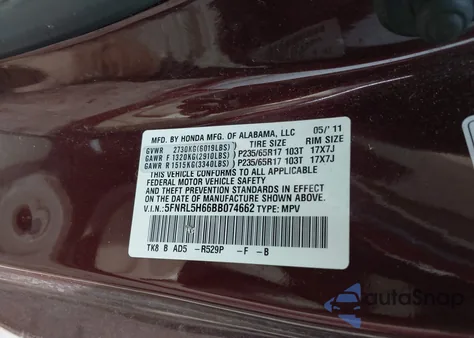 MFD. BY HONDA MFG. OF ALABAMA, LLC 05/'11
GVWR 2730KG(6019LBS) TIRE SIZE RIM SIZE
GAWR F 1320KG(2910LBS) P235/65R17 103T 17X7J
GAWR R 1515KG(3340LBS) P235/65R17 103T 17X7J
THIS VEHICLE CONFORMS TO ALL APPLICABLE
FEDERAL MOTOR VEHICLE SAFETY AND
THEFT PREVENTION STANDARDS IN EFFECT ON
THE DATE OF MANUFACTURE SHOWN ABOVE.
V.I.N:5FNRL5H66BB074662 TYPE: MPV
TK8 B AD5 -R529P -F -B
autoSnap